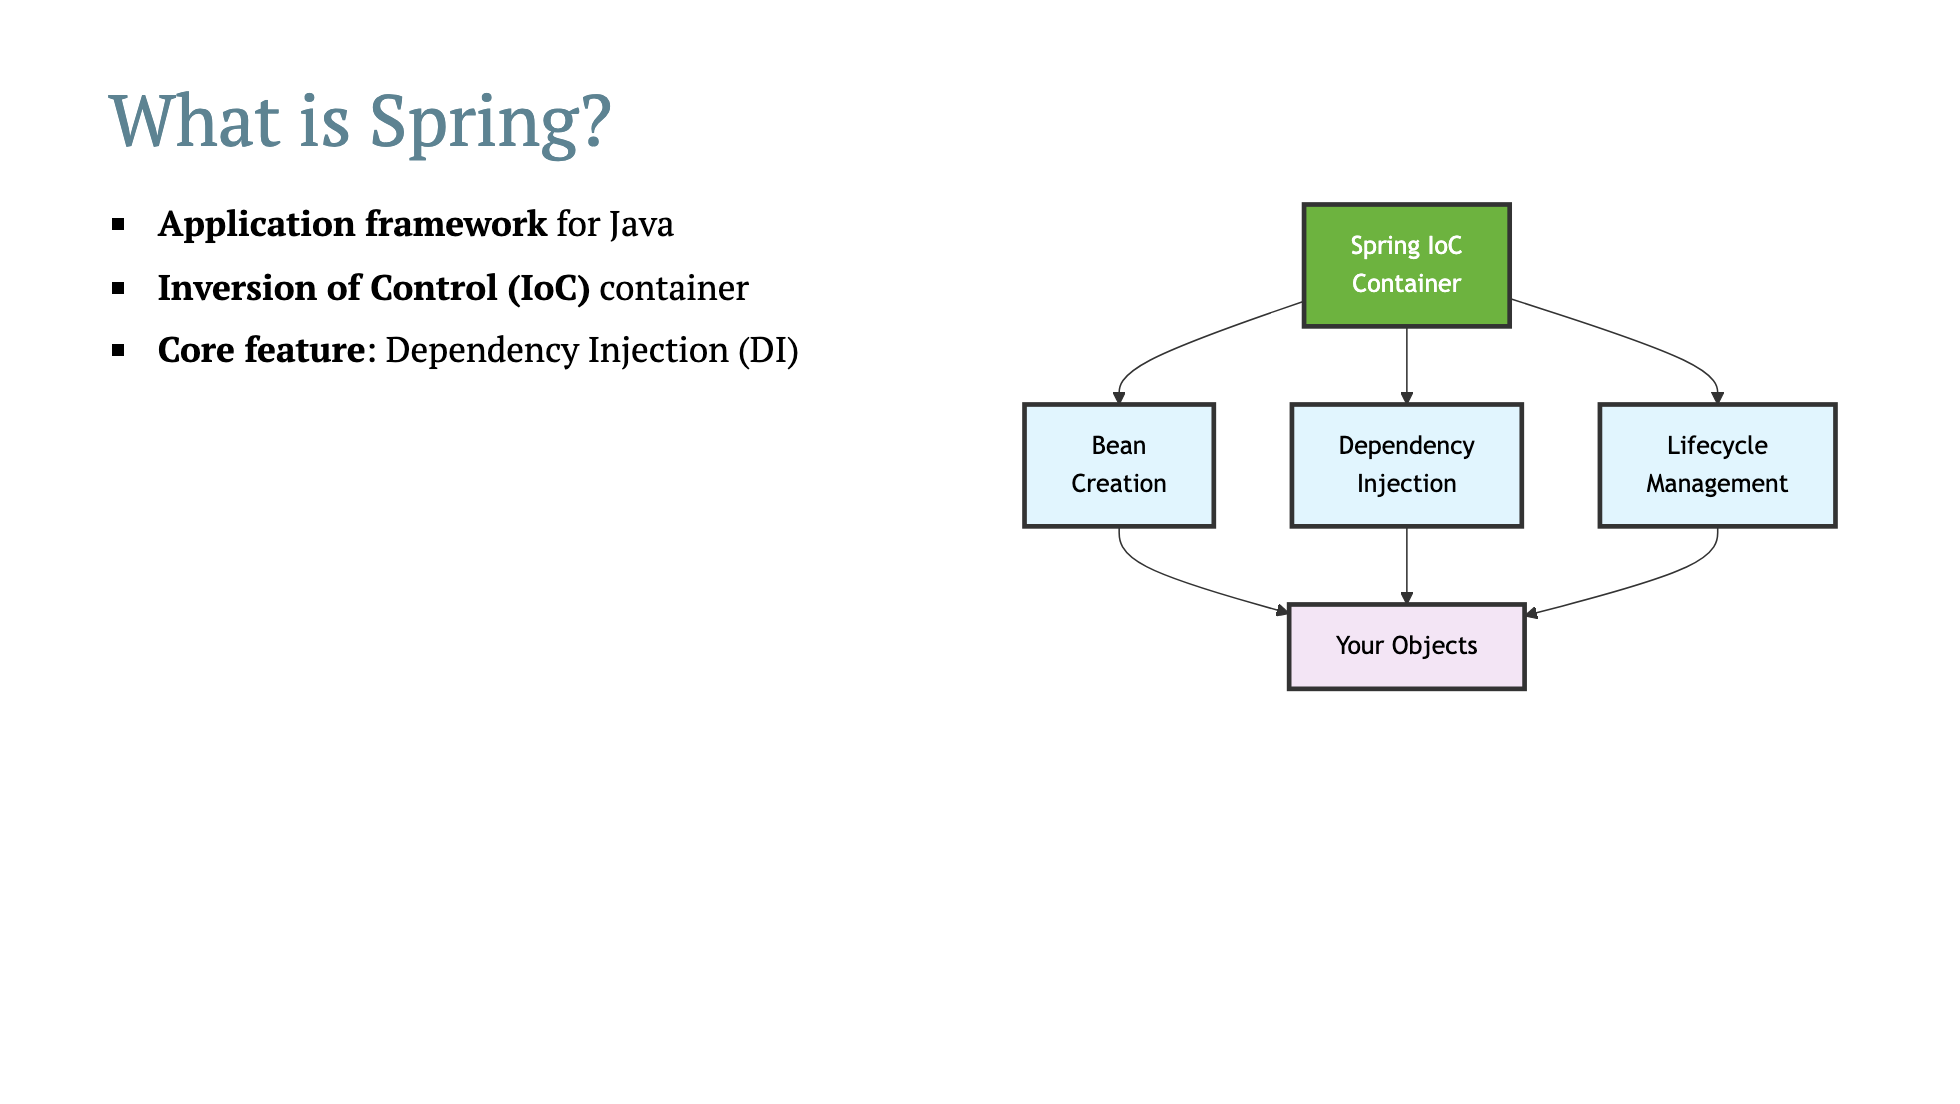 What is Spring?
Application framework for Java
Inversion of Control (IoC) container
Core feature: Dependency Injection (DI)
Spring IoC
Container
Bean
Creation
Dependency
Injection
Lifecycle
Management
Your Objects